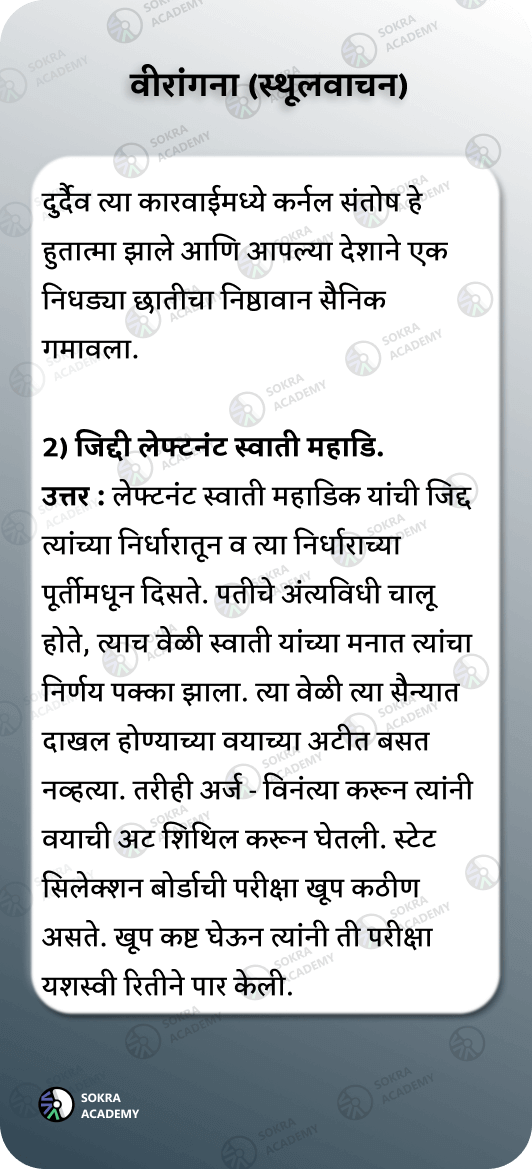 वीरांगना (स्थूलवाचन)
दुर्दैव त्या कारवाईमध्ये कर्नल संतोष हे
हुतात्मा झाले आणि आपल्या देशाने एक
निधड्या छातीचा निष्ठावान सैनिक
गमावला.
2) जिद्दी लेफ्टनंट स्वाती महाडि.
उत्तर : लेफ्टनंट स्वाती महाडिक यांची जिद्द
त्यांच्या निर्धारातून व त्या निर्धाराच्या
पूर्तीमधून दिसते. पतीचे अंत्यविधी चालू
होते, त्याच वेळी स्वाती यांच्या मनात त्यांचा
निर्णय पक्का झाला. त्या वेळी त्या सैन्यात
दाखल होण्याच्या वयाच्या अटीत बसत
नव्हत्या. तरीही अर्ज - विनंत्या करून त्यांनी
वयाची अट शिथिल करून घेतली. स्टेट
सिलेक्शन बोर्डाची परीक्षा खूप कठीण
असते. खूप कष्ट घेऊन त्यांनी ती परीक्षा
यशस्वी रितीने पार केली.
SOKRA
ACADEMY